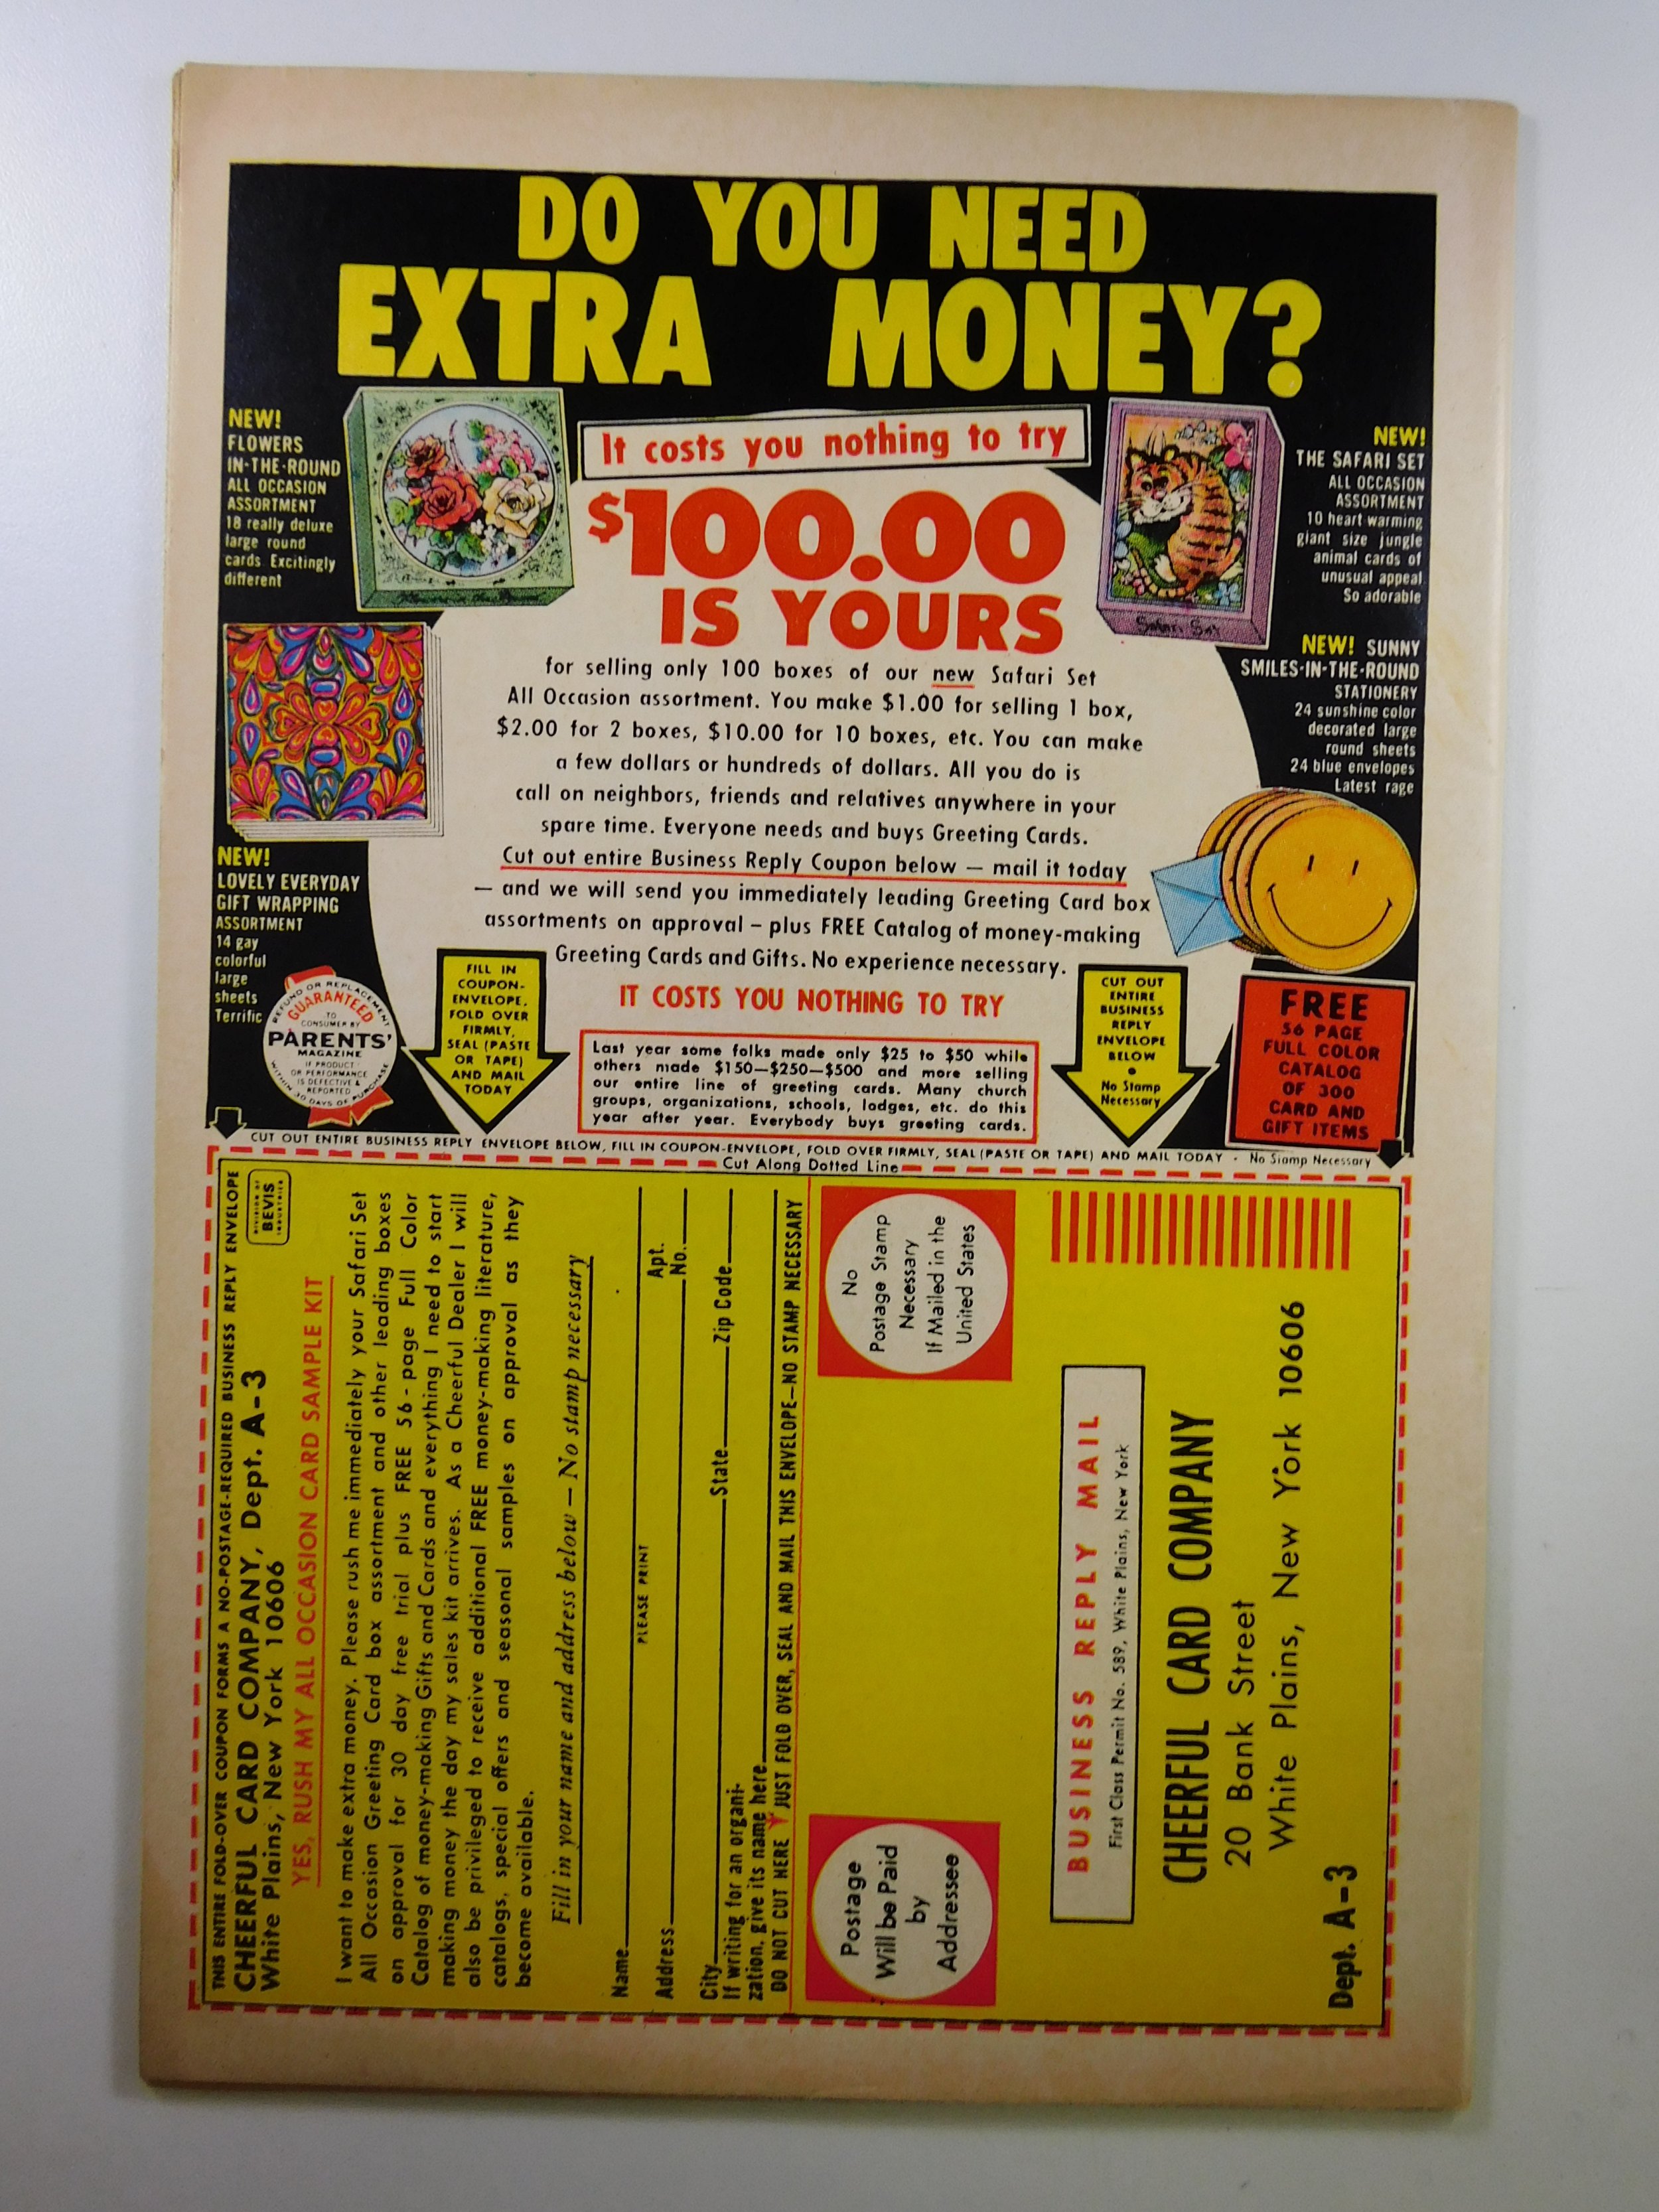 DO YOU NEED
EXTRA MONEY?
NEW!
FLOWERS
IN-THE-ROUND
ALL OCCASION
ASSORTMENT
18 really deluxe
large round
cards Excitingly
different
It costs you nothing to try
NEW!
THE SAFARI SET
ALL OCCASION
ASSORTMENT
10 heart warming
giant size jungle
animal cards of
unusual appeal
So adorable
Safari Set
$100.00
IS YOURS
for selling only 100 boxes of our new Safari Set
All Occasion assortment. You make $1.00 for selling 1 box,
$2.00 for 2 boxes, $10.00 for 10 boxes, etc. You can make
a few dollars or hundreds of dollars. All you do is
call on neighbors, friends and relatives anywhere in your
spare time. Everyone needs and buys Greeting Cards.
Cut out entire Business Reply Coupon below — mail it today
— and we will send you immediately leading Greeting Card box
assortments on approval – plus FREE Catalog of money-making
Greeting Cards and Gifts. No experience necessary.
IT COSTS YOU NOTHING TO TRY
NEW! SUNNY
SMILES-IN-THE-ROUND
STATIONERY
24 sunshine color
decorated large
round sheets
24 blue envelopes
Latest rage
NEW!
LOVELY EVERYDAY
GIFT WRAPPING
ASSORTMENT
14 gay
colorful
large
sheets
Terrific
REFUND OR REPLACEMENT
GUARANTEED
TO
CONSUMER BY
PARENTS'
MAGAZINE
IF PRODUCT
OR PERFORMANCE
IS DEFECTIVE &
REPORTED
WITHIN 30 DAYS OF PURCHASE
FILL IN
COUPON-
ENVELOPE,
FOLD OVER
FIRMLY,
SEAL (PASTE
OR TAPE)
AND MAIL
TODAY
Last year some folks made only $25 to $50 while
others made $150—$250—$500 and more selling
our entire line of greeting cards. Many church
groups, organizations, schools, lodges, etc. do this
year after year. Everybody buys greeting cards.
CUT OUT
ENTIRE
BUSINESS
REPLY
ENVELOPE
BELOW
•
No Stamp
Necessary
FREE
56 PAGE
FULL COLOR
CATALOG
OF 300
CARD AND
GIFT ITEMS
CUT OUT ENTIRE BUSINESS REPLY ENVELOPE BELOW, FILL IN COUPON-ENVELOPE, FOLD OVER FIRMLY, SEAL (PASTE OR TAPE) AND MAIL TODAY · No Stamp Necessary
Cut Along Dotted Line
THIS ENTIRE FOLD-OVER COUPON FORMS A NO-POSTAGE-REQUIRED BUSINESS REPLY ENVELOPE
CHEERFUL CARD COMPANY, Dept. A-3
White Plains, New York 10606
DIVISION OF
BEVIS
INDUSTRIES
YES, RUSH MY ALL OCCASION CARD SAMPLE KIT
I want to make extra money. Please rush me immediately your Safari Set
All Occasion Greeting Card box assortment and other leading boxes
on approval for 30 day free trial plus FREE 56-page Full Color
Catalog of money-making Gifts and Cards and everything I need to start
making money the day my sales kit arrives. As a Cheerful Dealer I will
also be privileged to receive additional FREE money-making literature,
catalogs, special offers and seasonal samples on approval as they
become available.
Fill in your name and address below — No stamp necessary
Name
PLEASE PRINT
Address Apt. No.
City State Zip Code
If writing for an organi-
zation, give its name here
DO NOT CUT HERE JUST FOLD OVER, SEAL AND MAIL THIS ENVELOPE—NO STAMP NECESSARY
Postage
Will be Paid
by
Addressee
No
Postage Stamp
Necessary
If Mailed in the
United States
BUSINESS REPLY MAIL
First Class Permit No. 589, White Plains, New York
CHEERFUL CARD COMPANY
20 Bank Street
White Plains, New York 10606
Dept. A-3